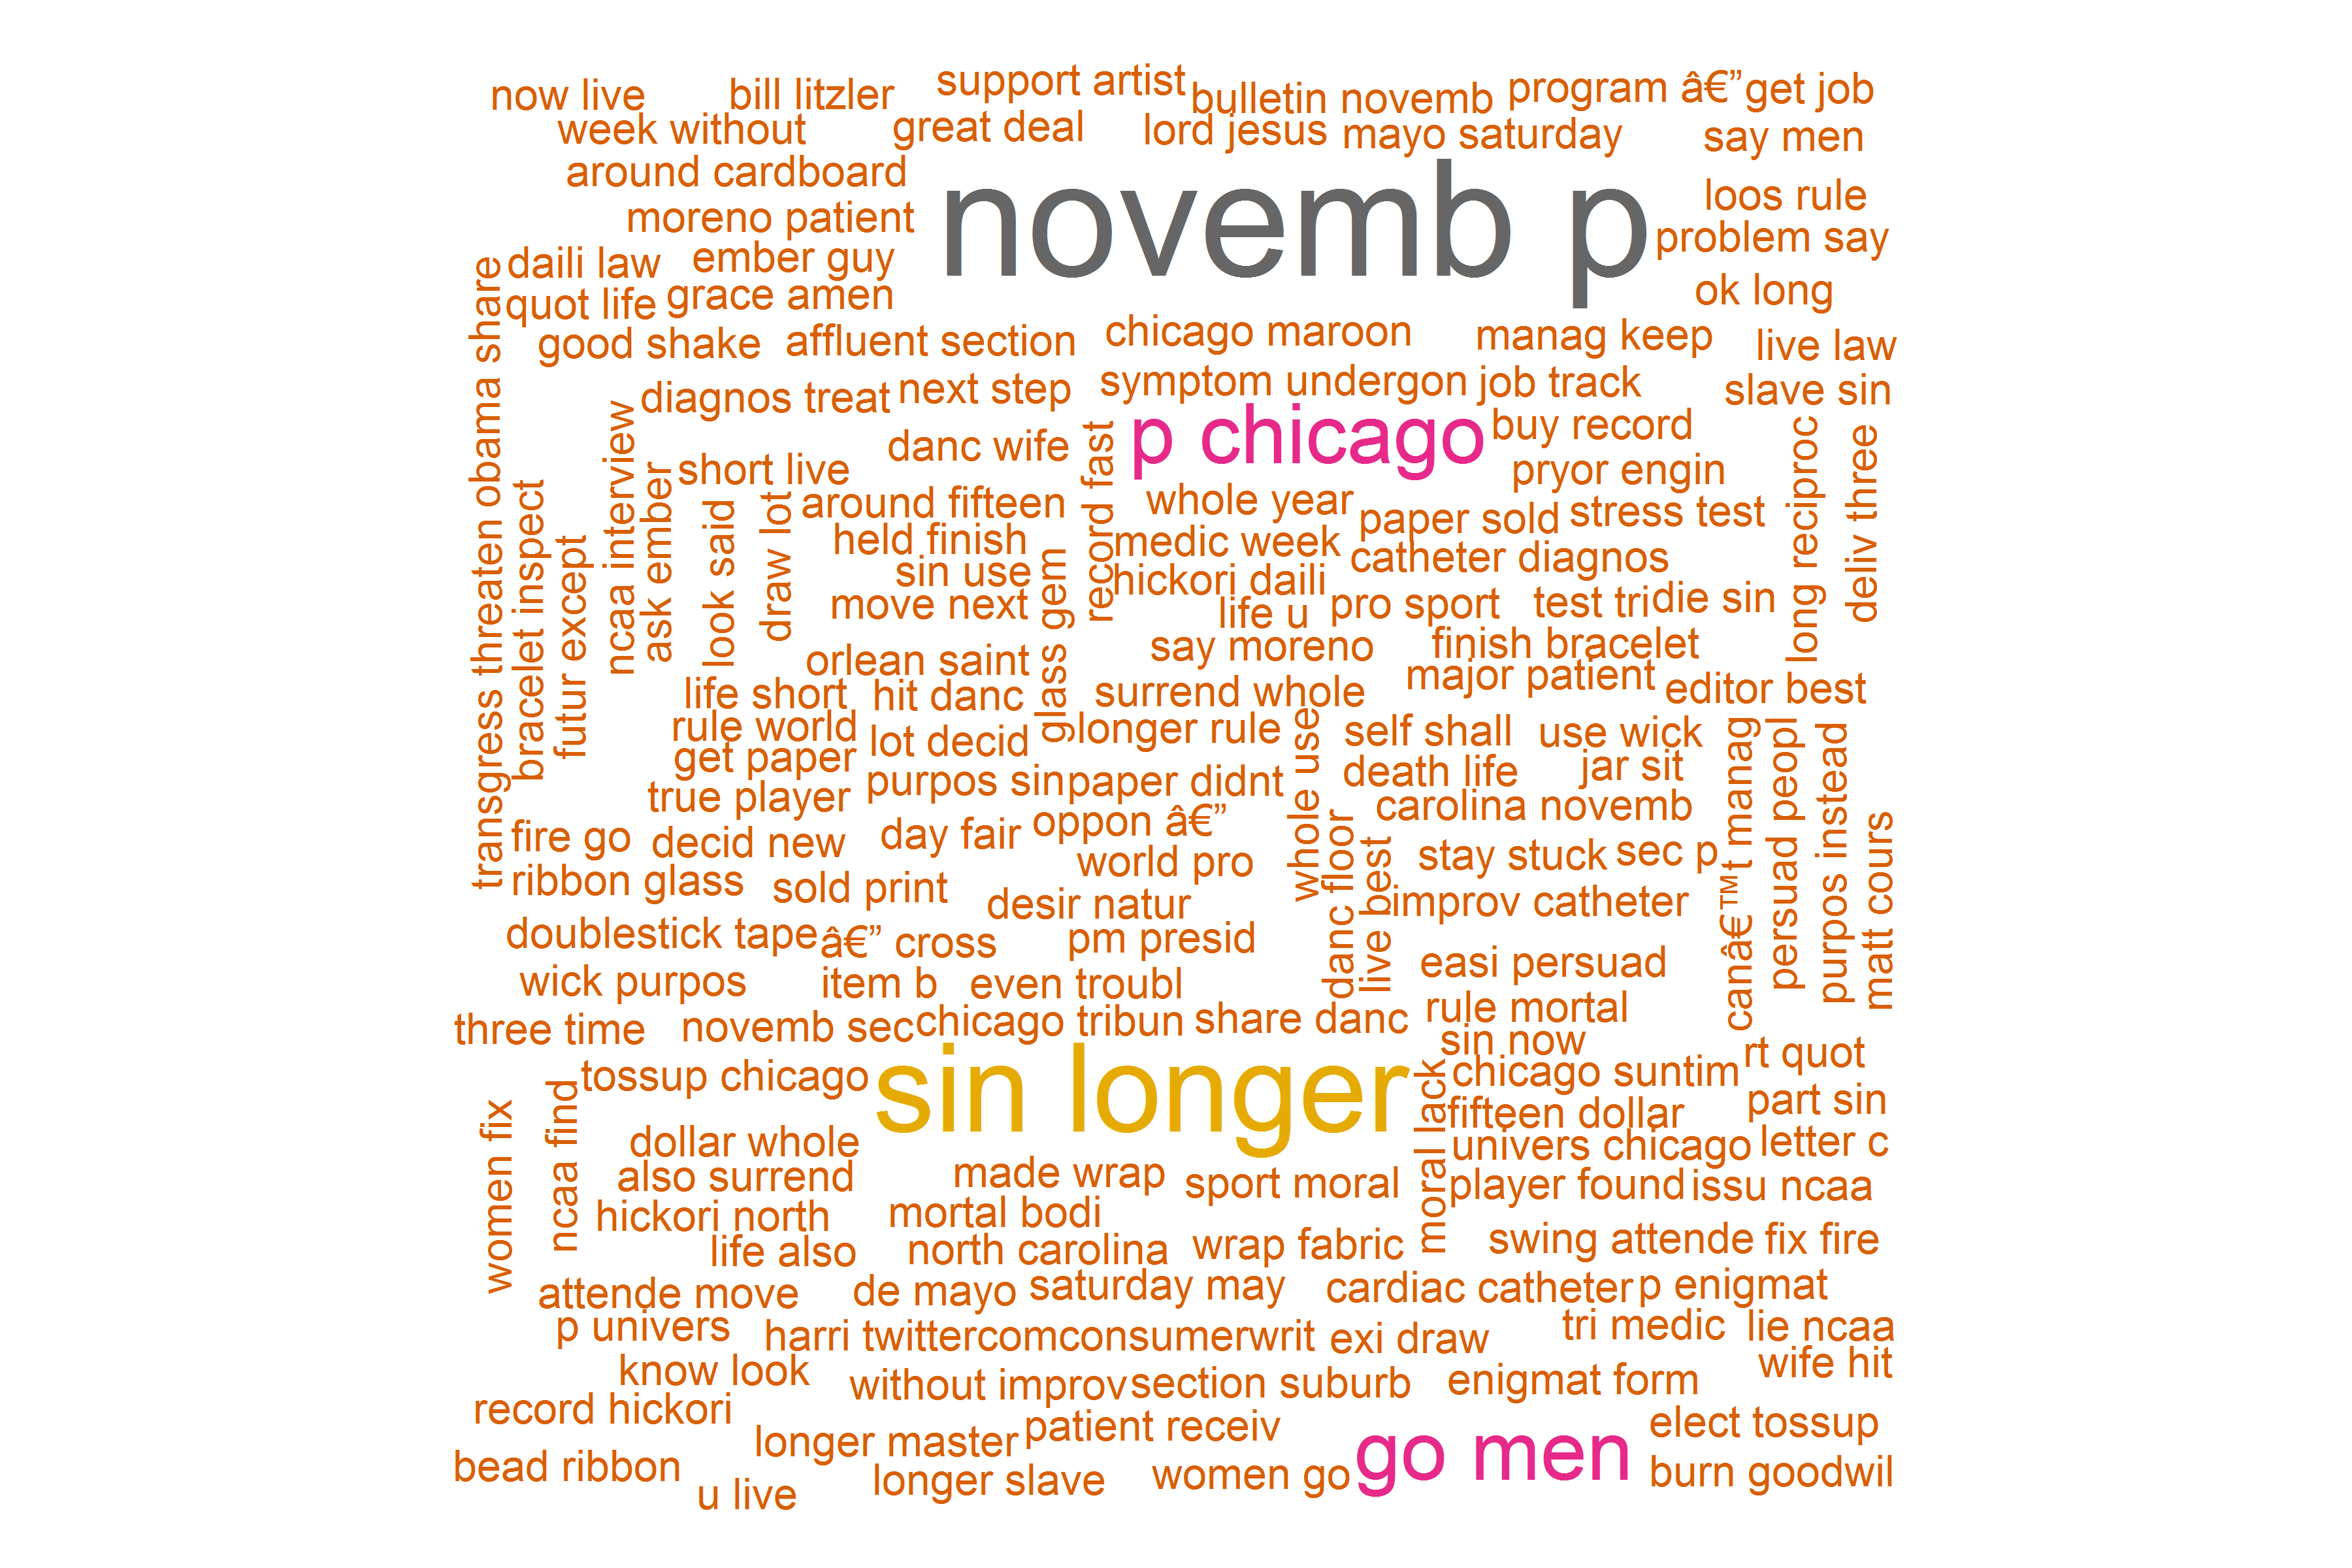 now live
bill litzler
support artist
bulletin novemb
program â€”
get job
week without
great deal
lord jesus
mayo saturday
say men
around cardboard
novemb p
loos rule
moreno patient
problem say
daili law
ember guy
ok long
quot life
grace amen
good shake
affluent section
chicago maroon
manag keep
live law
transgress threaten
obama share
diagnos treat
next step
symptom undergon
job track
slave sin
ncaa interview
danc wife
record fast
p chicago
buy record
long reciproc
deliv three
short live
pryor engin
bracelet inspect
futur except
ask ember
look said
draw lot
around fifteen
whole year
paper sold
stress test
held finish
medic week
catheter diagnos
sin use
hickori daili
move next
glass gem
life u
pro sport
test tri
die sin
orlean saint
say moreno
finish bracelet
life short
hit danc
surrend whole
major patient
editor best
rule world
lot decid
longer rule
whole use
self shall
use wick
canâ€™t manag
persuad peopl
purpos instead
matt cours
get paper
purpos sin
paper didnt
death life
jar sit
true player
carolina novemb
fire go
decid new
day fair
oppon â€”
danc floor
live best
world pro
stay stuck
sec p
ribbon glass
sold print
desir natur
improv catheter
doublestick tape
â€” cross
pm presid
easi persuad
wick purpos
item b
even troubl
rule mortal
three time
novemb sec
chicago tribun
share danc
sin now
rt quot
women fix
ncaa find
tossup chicago
sin longer
moral lack
chicago suntim
part sin
fifteen dollar
dollar whole
univers chicago
letter c
also surrend
made wrap
sport moral
player found
issu ncaa
hickori north
mortal bodi
life also
north carolina
wrap fabric
swing attende
fix fire
attende move
de mayo
saturday may
cardiac catheter
p enigmat
p univers
harri twittercomconsumerwrit
exi draw
tri medic
lie ncaa
know look
without improv
section suburb
enigmat form
wife hit
record hickori
longer master
patient receiv
go men
elect tossup
bead ribbon
u live
longer slave
women go
burn goodwil